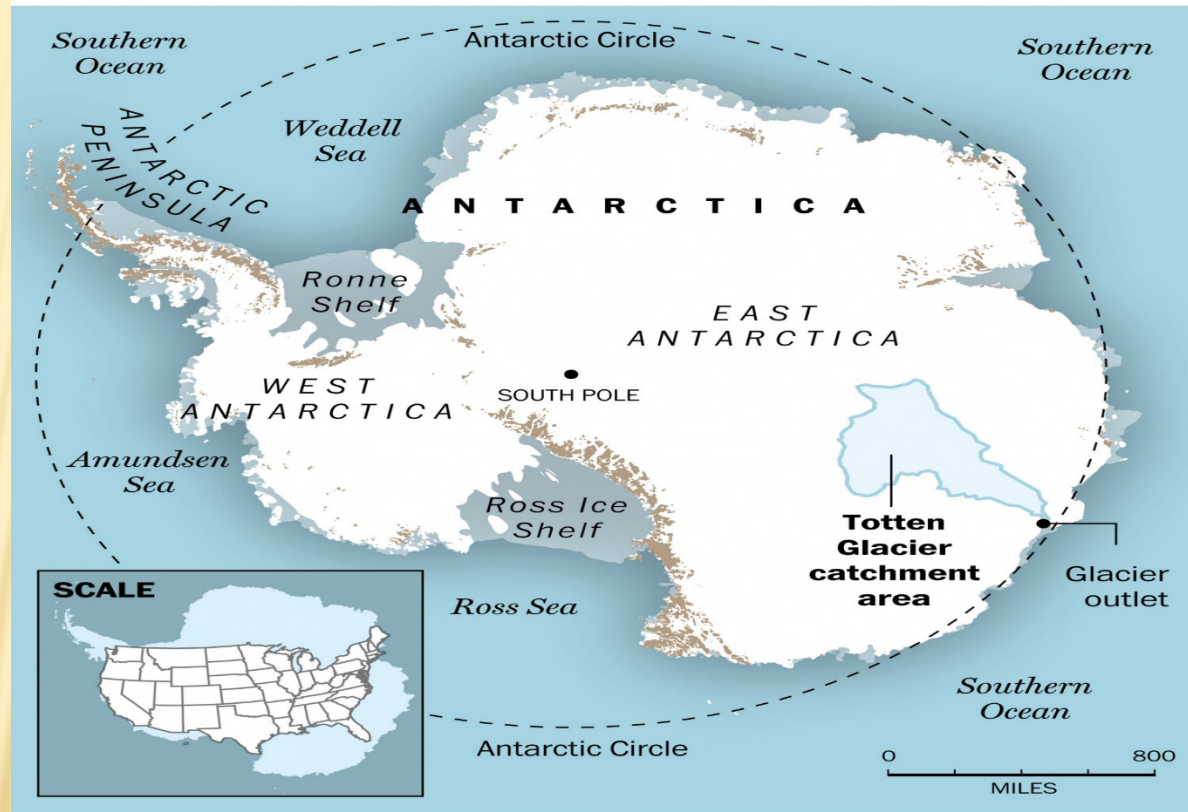 Antarctic Circle
Southern
Ocean
Southern
Ocean
Weddell
Sea
ANTARCTIC
PENINSULA
ANTARCTICA
Ronne
Shelf
EAST
ANTARCTICA
WEST
ANTARCTICA
SOUTH POLE
Amundsen
Sea
Ross Ice
Shelf
Totten
Glacier
catchment
area
Glacier
outlet
SCALE
Ross Sea
Southern
Ocean
Antarctic Circle
0 800
MILES